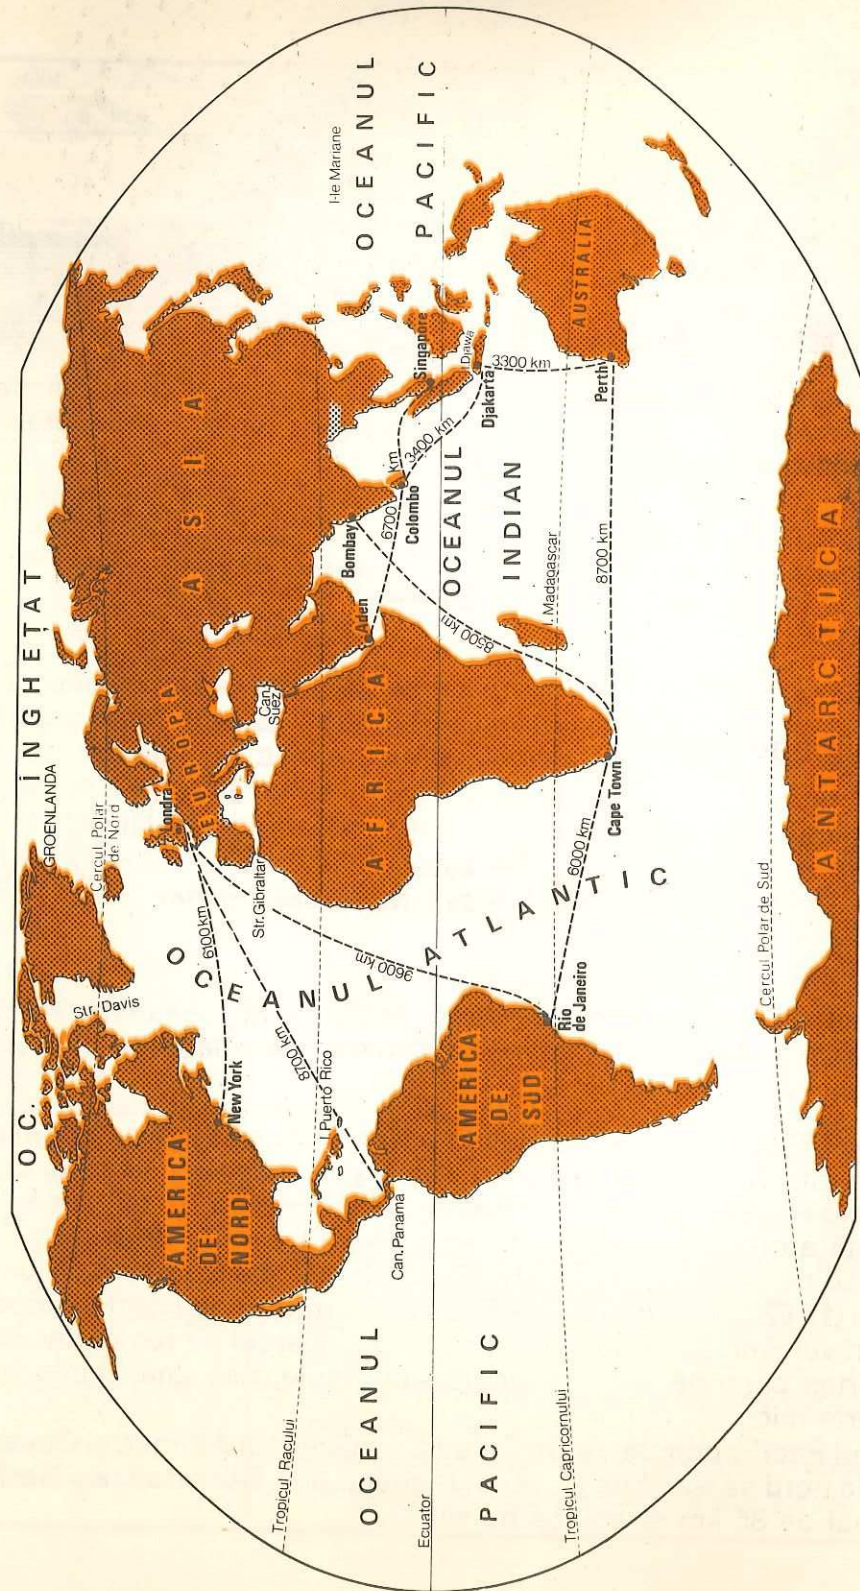 OC. ÎNGHEȚAT
GROENLANDA
Cercul Polar
de Nord
Str. Davis
AMERICA
DE
NORD
New York
6100km
Londra
EUROPA
ASIA
OCEANUL ATLANTIC
8700 km
I Puerto Rico
Str.Gibraltar
Can.
Suez
Can. Panama
Tropicul Racului
OCEANUL
PACIFIC
Ecuator
Tropicul Capricornului
AMERICA
DE
SUD
Rio
de Janeiro
9600 km
6000 km
AFRICA
Cape Town
Aden
Bombay
6700 km
Colombo
3400 km
8500 km
Madagascar
OCEANUL
INDIAN
8700 km
Singapore
I Djawa
Djakarta
3300 km
Perth
AUSTRALIA
I-le Mariane
OCEANUL
PACIFIC
Cercul Polar de Sud
ANTARCTICA